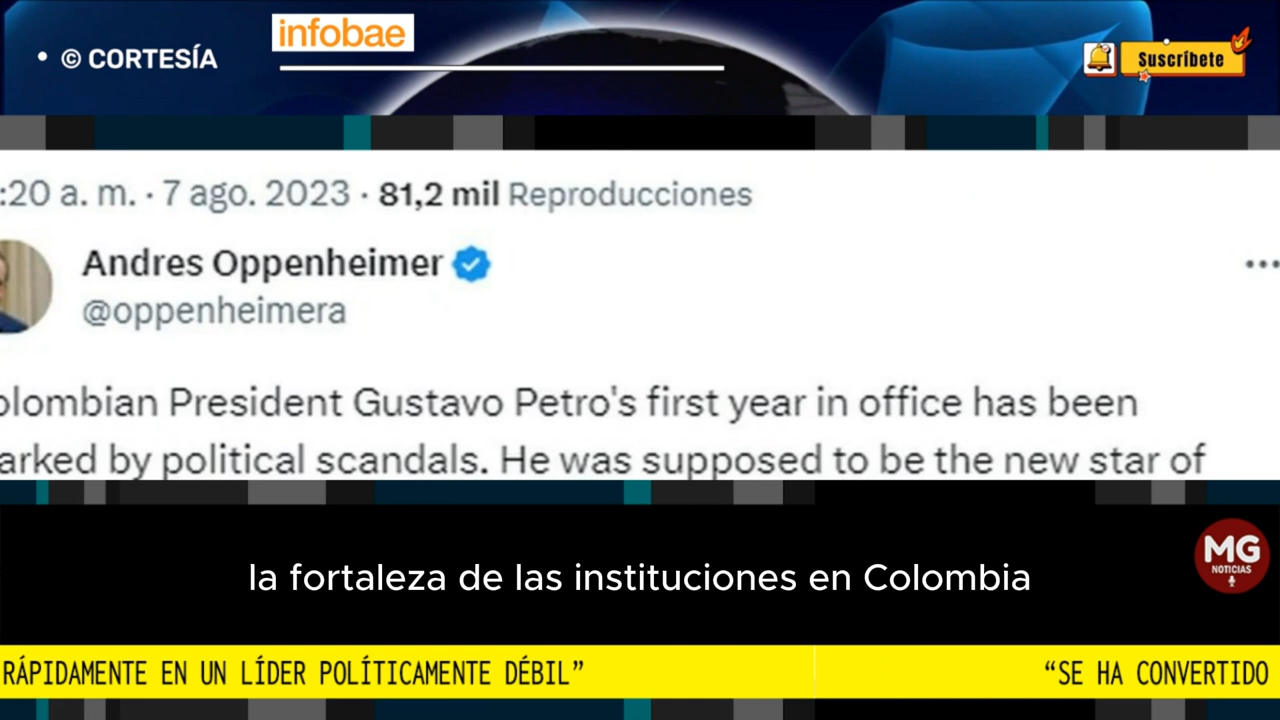 • © CORTESÍA
infobae
Suscríbete
:20 a. m. · 7 ago. 2023 · 81,2 mil Reproducciones
Andres Oppenheimer
@oppenheimera
olombian President Gustavo Petro's first year in office has been
arked by political scandals. He was supposed to be the new star of
la fortaleza de las instituciones en Colombia
MG
NOTICIAS
RÁPIDAMENTE EN UN LÍDER POLÍTICAMENTE DÉBIL” “SE HA CONVERTIDO